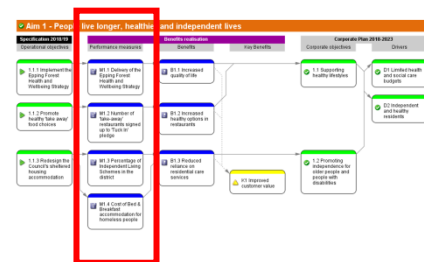 Aim 1 - People live longer, healthier and independent lives
Specification 2018/19
Benefits realisation
Corporate Plan 2018-2023
Operational objectives
Performance measures
Benefits
Key Benefits
Corporate objectives
Drivers
1.1.1 Implement the
Epping Forest
Health and
Wellbeing Strategy
M1.1 Delivery of the
Epping Forest
Health and
Wellbeing Strategy
B1.1 Increased
quality of life
1.1 Supporting
healthy lifestyles
D1 Limited health
and social care
budgets
1.1.2 Promote
healthy 'take away'
food choices
M1.2 Number of
'take-away'
restaurants signed
up to 'Tuck in'
pledge
B1.2 Increased
healthy options in
restaurants
D2 Independent
and healthy
residents
1.1.3 Redesign the
Council's sheltered
housing
accommodation
M1.3 Percentage of
Independent Living
Schemes in the
district
B1.3 Reduced
reliance on
residential care
services
K1 Improved
customer value
1.2 Promoting
independence for
older people and
people with
disabilities
M1.4 Cost of Bed &
Breakfast
accommodation for
homeless people